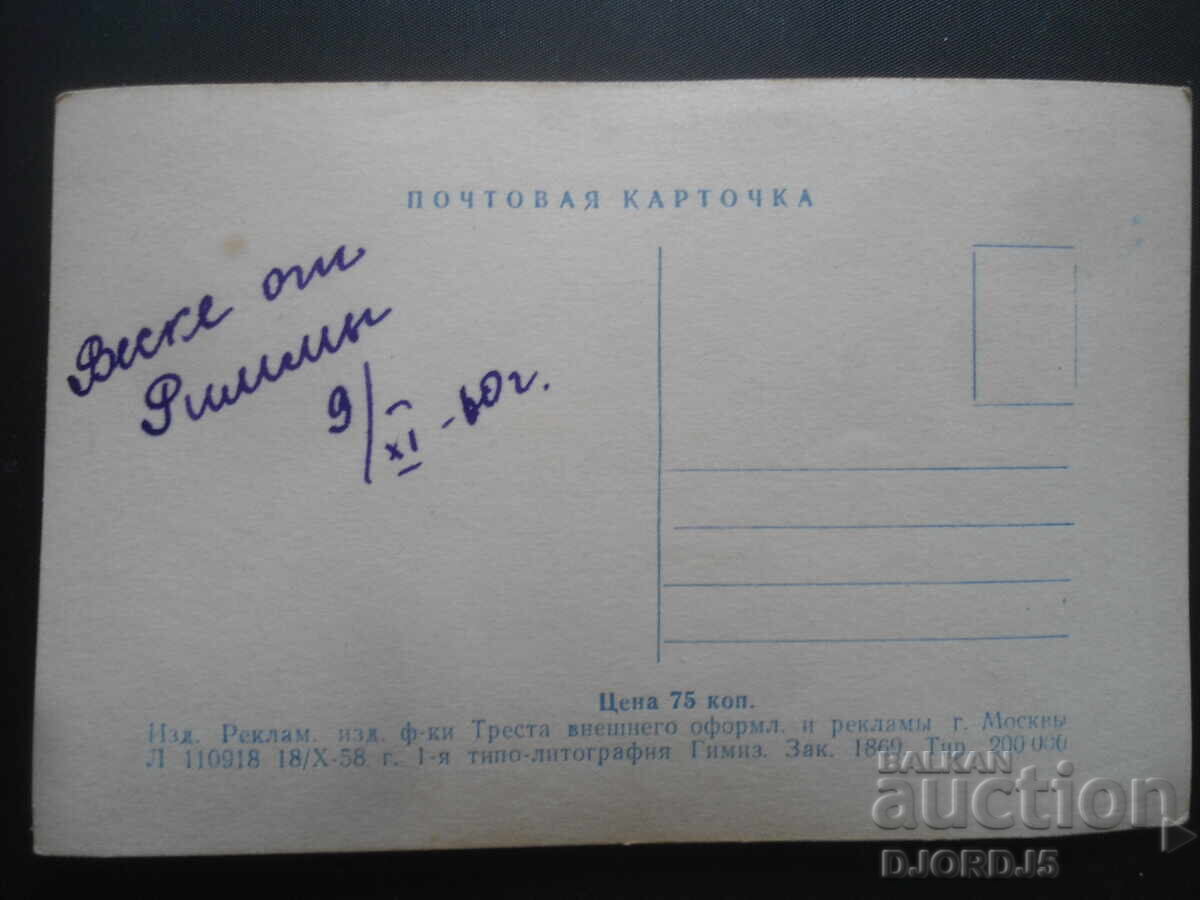 ПОЧТОВАЯ КАРТОЧКА
Веске от
Риммы
9/XI-60г.
Цена 75 коп.
Изд. Реклам. изд. ф-ки Треста внешнего оформл. и рекламы г. Москвы
Л 110918 18/X-58 г. 1-я типо-литография Гимиз. Зак. 1869. Тир. 200 000
BALKAN
auction
DJORDJ5